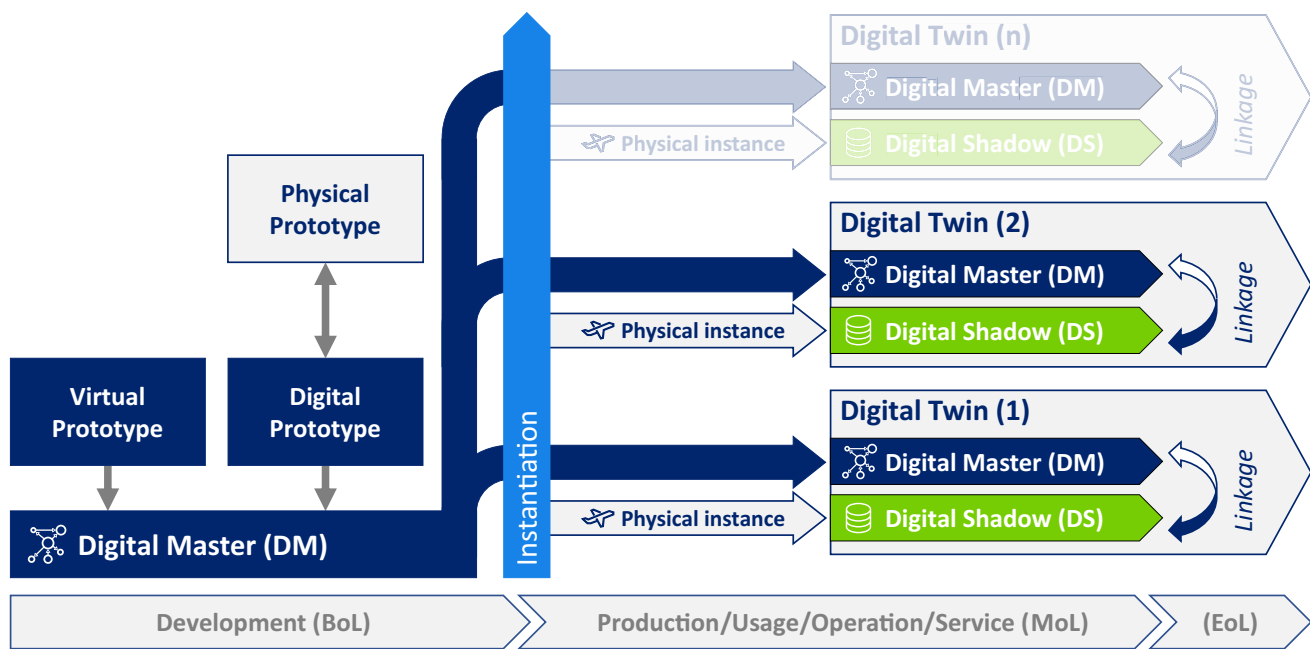 Digital Twin (n)
Digital Master (DM)
Physical instance
Digital Shadow (DS)
Linkage
Physical
Prototype
Digital Twin (2)
Digital Master (DM)
Physical instance
Digital Shadow (DS)
Linkage
Virtual
Prototype
Digital
Prototype
Digital Twin (1)
Digital Master (DM)
Physical instance
Digital Shadow (DS)
Linkage
Instantiation
Digital Master (DM)
Development (BoL)
Production/Usage/Operation/Service (MoL)
(EoL)